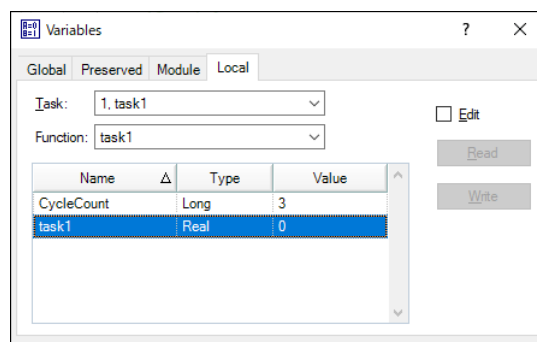 Variables ?
Global Preserved Module Local
Task: 1, task1
Edit
Function: task1
Read
Name Type Value
Write
CycleCount Long 3
task1 Real 0